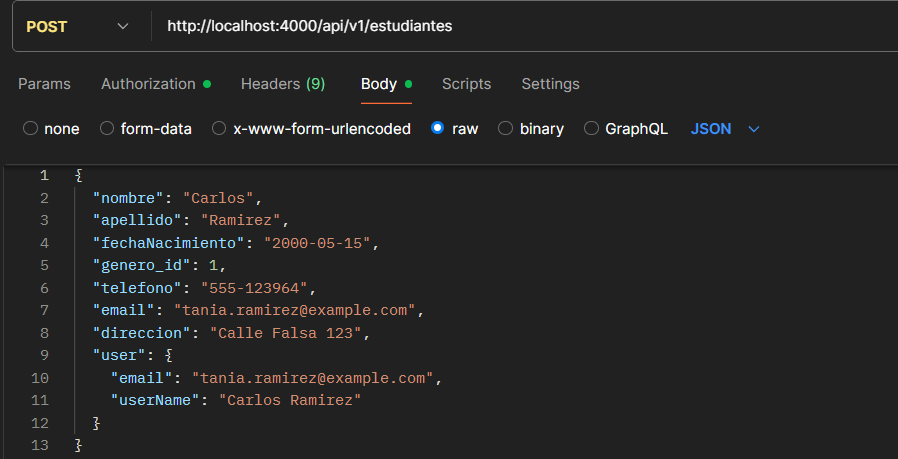 POST http://localhost:4000/api/v1/estudiantes
Params Authorization Headers (9) Body Scripts Settings
none form-data x-www-form-urlencoded raw binary GraphQL JSON
1 {
2 "nombre": "Carlos",
3 "apellido": "Ramirez",
4 "fechaNacimiento": "2000-05-15",
5 "genero_id": 1,
6 "telefono": "555-123964",
7 "email": "tania.ramirez@example.com",
8 "direccion": "Calle Falsa 123",
9 "user": {
10 "email": "tania.ramirez@example.com",
11 "userName": "Carlos Ramirez"
12 }
13 }